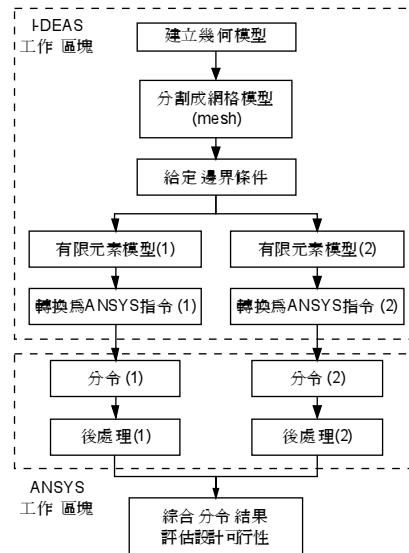 I-DEAS
工作 區塊
建立幾何模型
分割成網格模型
(mesh)
給定 邊界條件
有限元素模型(1)
有限元素模型(2)
轉換為ANSYS指令 (1)
轉換為ANSYS指令 (2)
分令 (1)
分令 (2)
後處理(1)
後處理(2)
ANSYS
工作 區塊
綜合 分令 結果
評估設計可行性